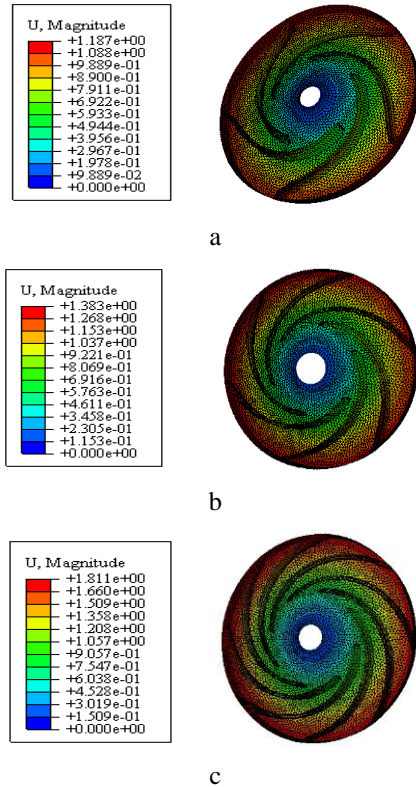 U, Magnitude
+1.187e+00
+1.088e+00
+9.889e-01
+8.900e-01
+7.911e-01
+6.922e-01
+5.933e-01
+4.944e-01
+3.956e-01
+2.967e-01
+1.978e-01
+9.889e-02
+0.000e+00
a
U, Magnitude
+1.383e+00
+1.268e+00
+1.153e+00
+1.037e+00
+9.221e-01
+8.069e-01
+6.916e-01
+5.763e-01
+4.611e-01
+3.458e-01
+2.305e-01
+1.153e-01
+0.000e+00
b
U, Magnitude
+1.811e+00
+1.660e+00
+1.509e+00
+1.358e+00
+1.208e+00
+1.057e+00
+9.057e-01
+7.547e-01
+6.038e-01
+4.528e-01
+3.019e-01
+1.509e-01
+0.000e+00
c